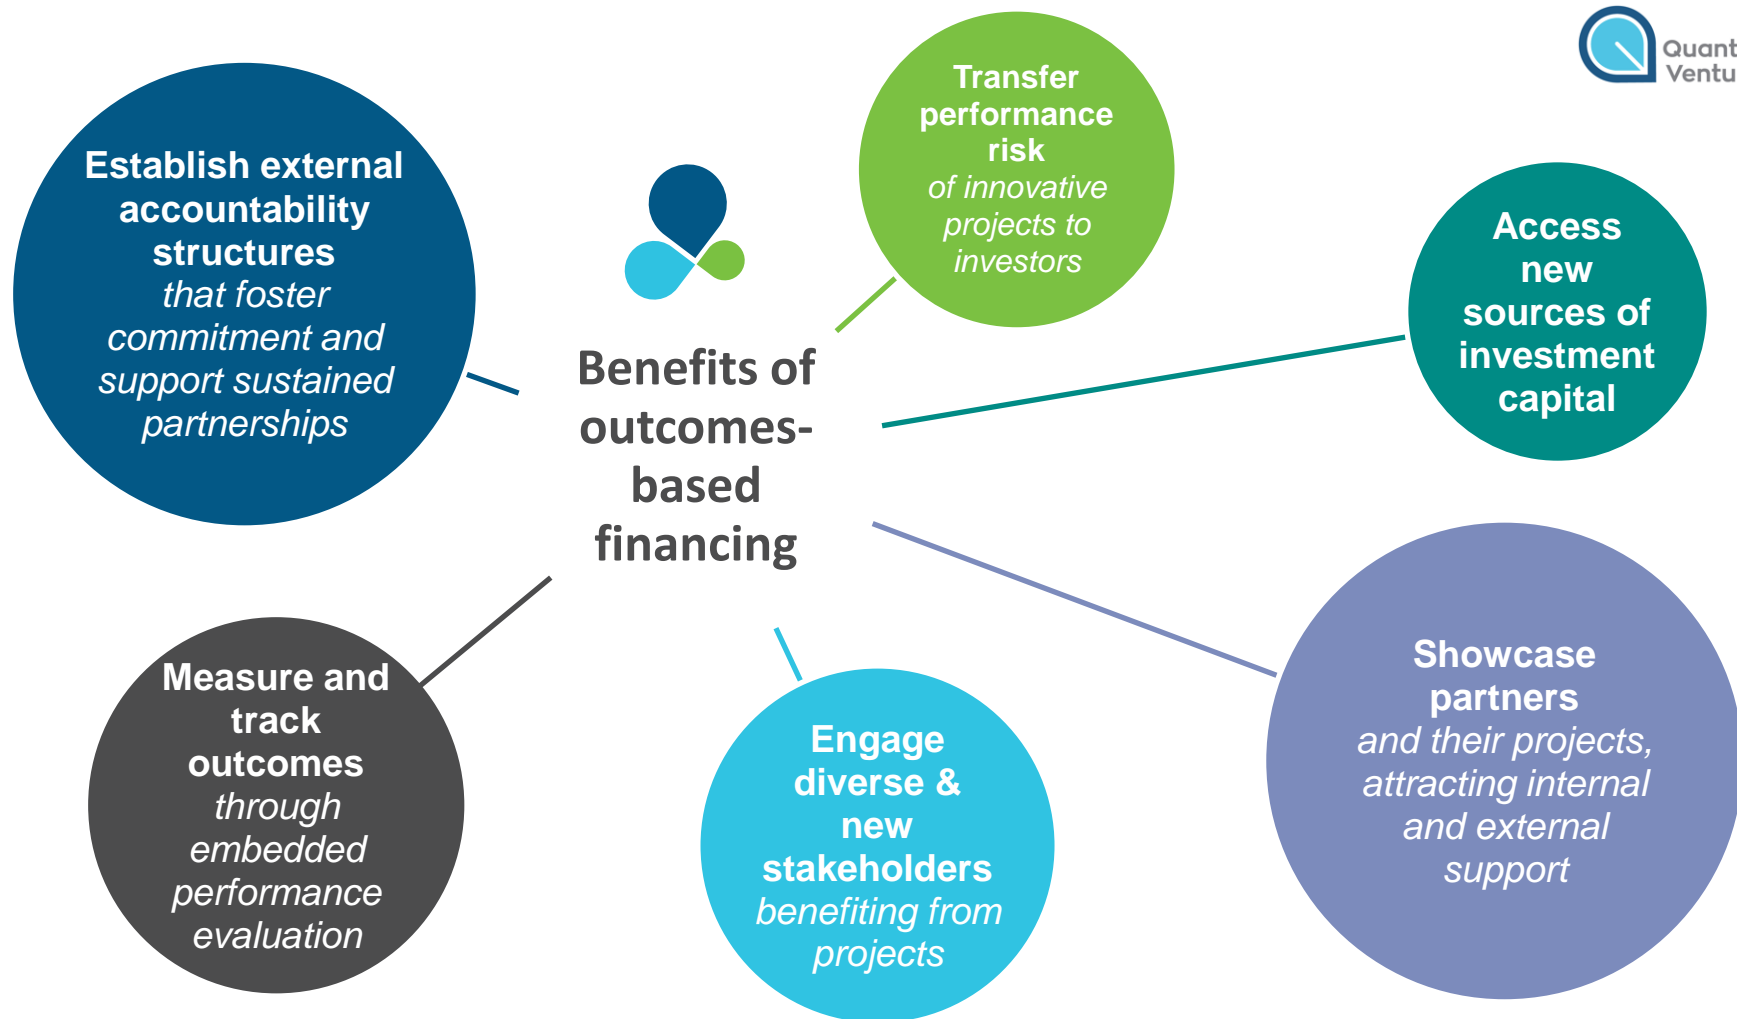 Quant
Ventu
Transfer
performance
risk
of innovative
projects to
investors
Establish external
accountability
structures
that foster
commitment and
support sustained
partnerships
Access
new
sources of
investment
capital
Benefits of
outcomes-
based
financing
Measure and
track
outcomes
through
embedded
performance
evaluation
Engage
diverse &
new
stakeholders
benefiting from
projects
Showcase
partners
and their projects,
attracting internal
and external
support